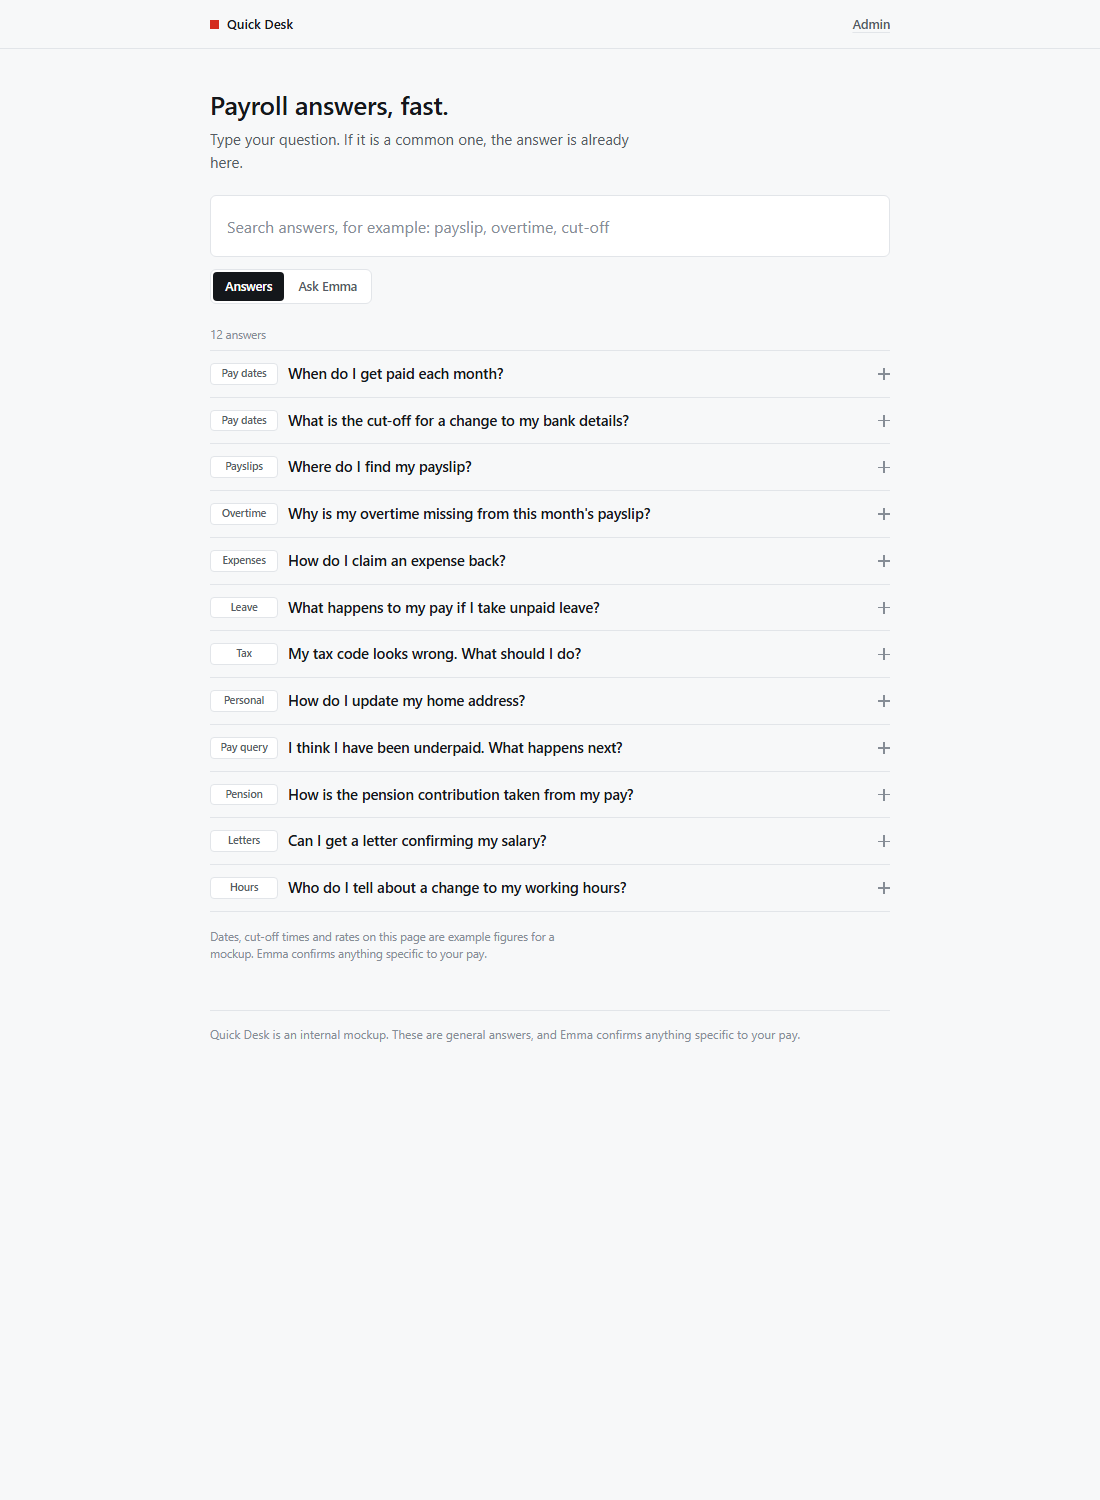 Quick Desk
Admin
Payroll answers, fast.
Type your question. If it is a common one, the answer is already
here.
Search answers, for example: payslip, overtime, cut-off
Answers
Ask Emma
12 answers
Pay dates
When do I get paid each month?
Pay dates
What is the cut-off for a change to my bank details?
Payslips
Where do I find my payslip?
Overtime
Why is my overtime missing from this month's payslip?
Expenses
How do I claim an expense back?
Leave
What happens to my pay if I take unpaid leave?
Tax
My tax code looks wrong. What should I do?
Personal
How do I update my home address?
Pay query
I think I have been underpaid. What happens next?
Pension
How is the pension contribution taken from my pay?
Letters
Can I get a letter confirming my salary?
Hours
Who do I tell about a change to my working hours?
Dates, cut-off times and rates on this page are example figures for a
mockup. Emma confirms anything specific to your pay.
Quick Desk is an internal mockup. These are general answers, and Emma confirms anything specific to your pay.